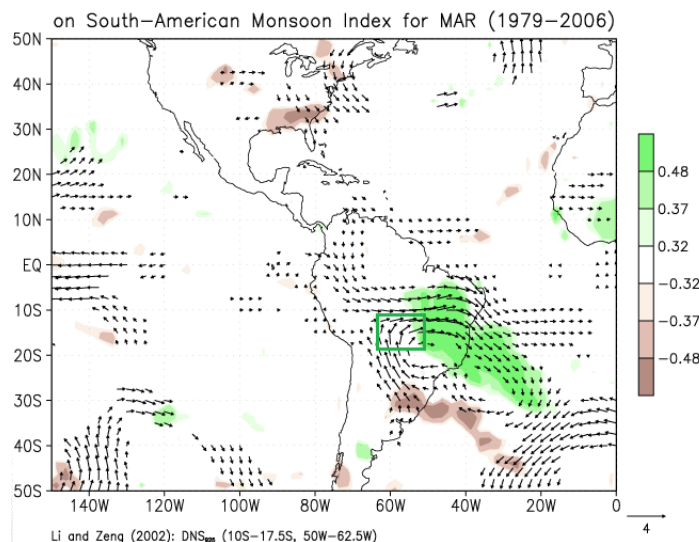 on South-American Monsoon Index for MAR (1979-2006)
50N
40N
30N
20N
10N
EQ
10S
20S
30S
40S
50S
140W
120W
100W
80W
60W
40W
20W
0
0.48
0.37
0.32
-0.32
-0.37
-0.48
4
Li and Zeng (2002): DNS (10S-17.5S, 50W-62.5W)